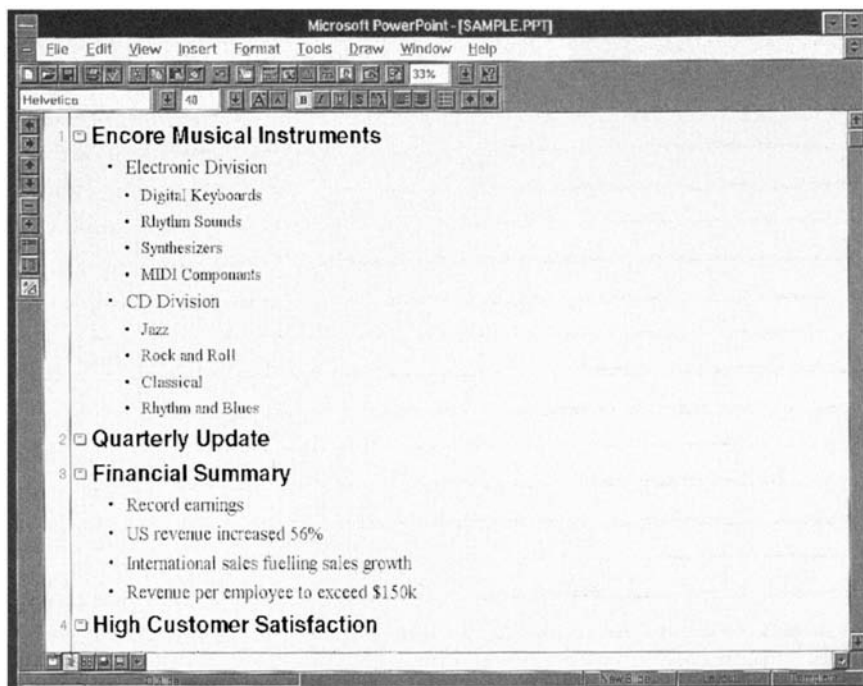 Microsoft PowerPoint - [SAMPLE.PPT]
File Edit View Insert Format Tools Draw Window Help
33%
Helvetica 48 B I U S
1 Encore Musical Instruments
• Electronic Division
• Digital Keyboards
• Rhythm Sounds
• Synthesizers
• MIDI Componants
• CD Division
• Jazz
• Rock and Roll
• Classical
• Rhythm and Blues
2 Quarterly Update
3 Financial Summary
• Record earnings
• US revenue increased 56%
• International sales fuelling sales growth
• Revenue per employee to exceed $150k
4 High Customer Satisfaction